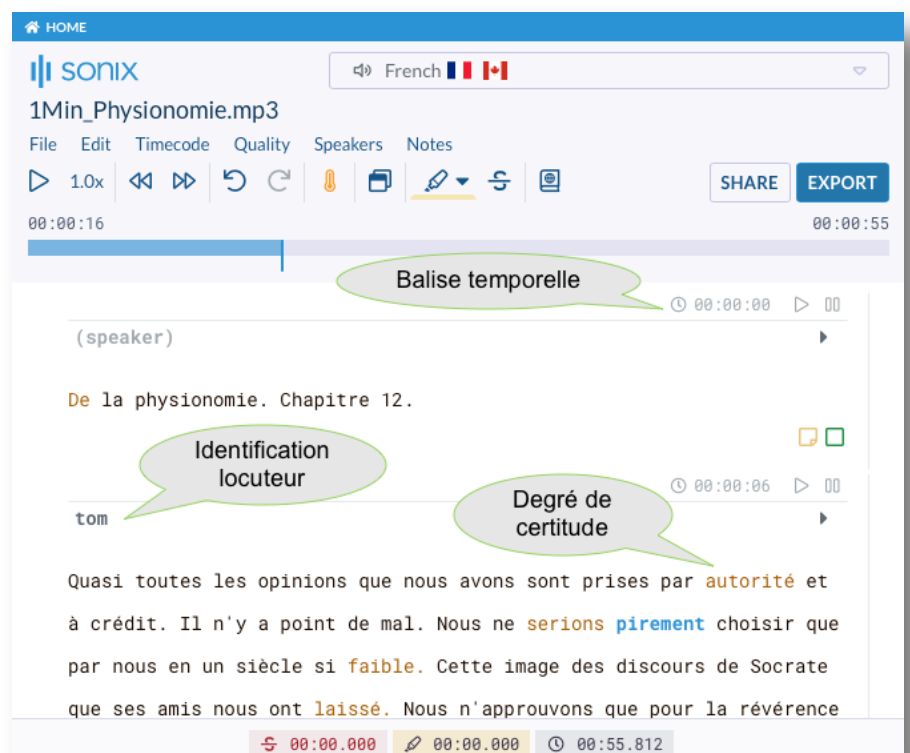 HOME
sonix
French
1Min_Physionomie.mp3
File Edit Timecode Quality Speakers Notes
1.0x SHARE EXPORT
00:00:16 00:00:55
Balise temporelle
00:00:00
(speaker)
De la physionomie. Chapitre 12.
Identification
locuteur
00:00:06
Degré de
certitude
tom
Quasi toutes les opinions que nous avons sont prises par autorité et
à crédit. Il n'y a point de mal. Nous ne serions pirement choisir que
par nous en un siècle si faible. Cette image des discours de Socrate
que ses amis nous ont laissé. Nous n'approuvons que pour la révérence
00:00.000 00:00.000 00:55.812